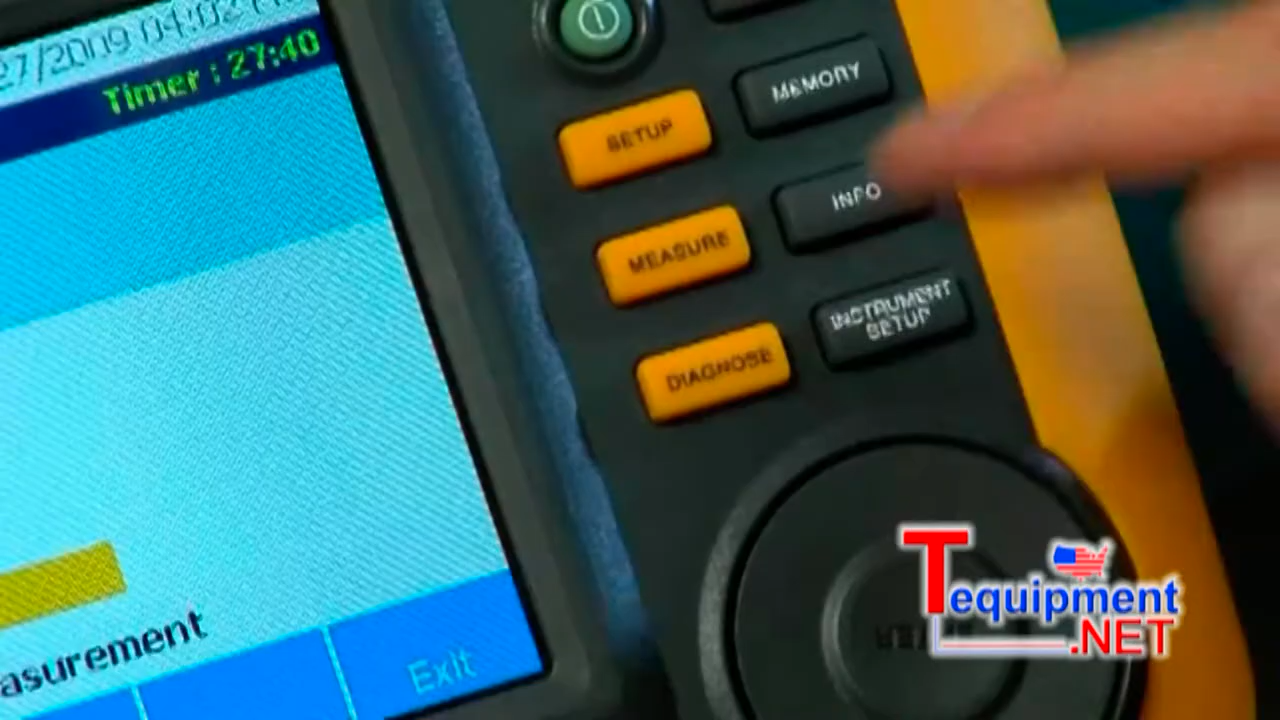 27/2009 04:02
Timer : 27:40
MEMORY
SETUP
INFO
MEASURE
INSTRUMENT
SETUP
DIAGNOSE
asurement
Exit
Tequipment
.NET